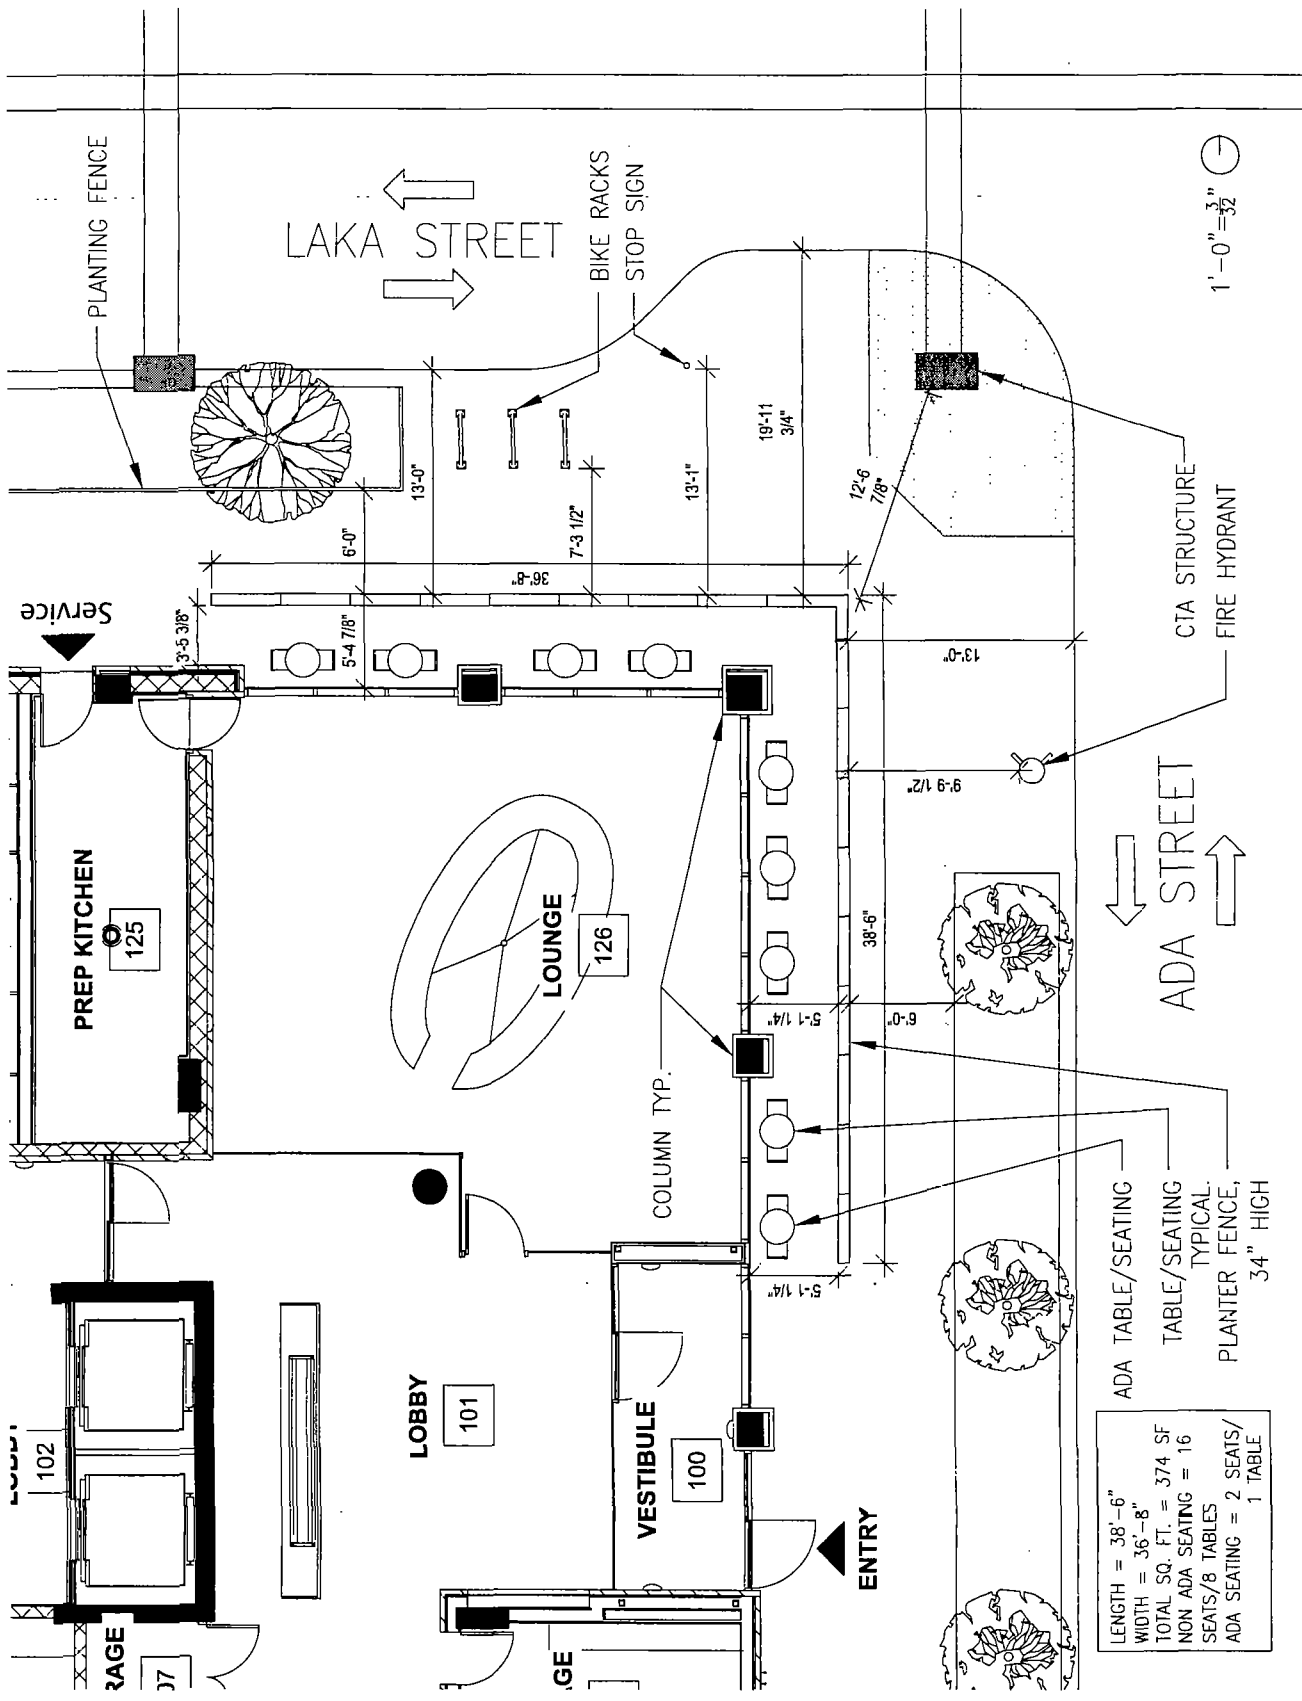 PLANTING FENCE
LAKA STREET
BIKE RACKS
STOP SIGN
1'-0"=3/32"
Service
3'-5 3/8"
6'-0"
5'-4 7/8"
13'-0"
36'-8"
7'-3 1/2"
13'-1"
19'-11
3/4"
12'-6
7/8"
CTA STRUCTURE
FIRE HYDRANT
13'-0"
9'-9 1/2"
ADA STREET
PREP KITCHEN
125
LOUNGE
126
COLUMN TYP.
38'-6"
5'-1 1/4"
6'-0"
5'-1 1/4"
ADA TABLE/SEATING
TABLE/SEATING
TYPICAL.
PLANTER FENCE,
34" HIGH
102
LOBBY
101
VESTIBULE
100
ENTRY
RAGE
07
GE
LENGTH = 38'-6"
WIDTH = 36'-8"
TOTAL SQ. FT. = 374 SF
NON ADA SEATING = 16
SEATS/8 TABLES
ADA SEATING = 2 SEATS/
1 TABLE